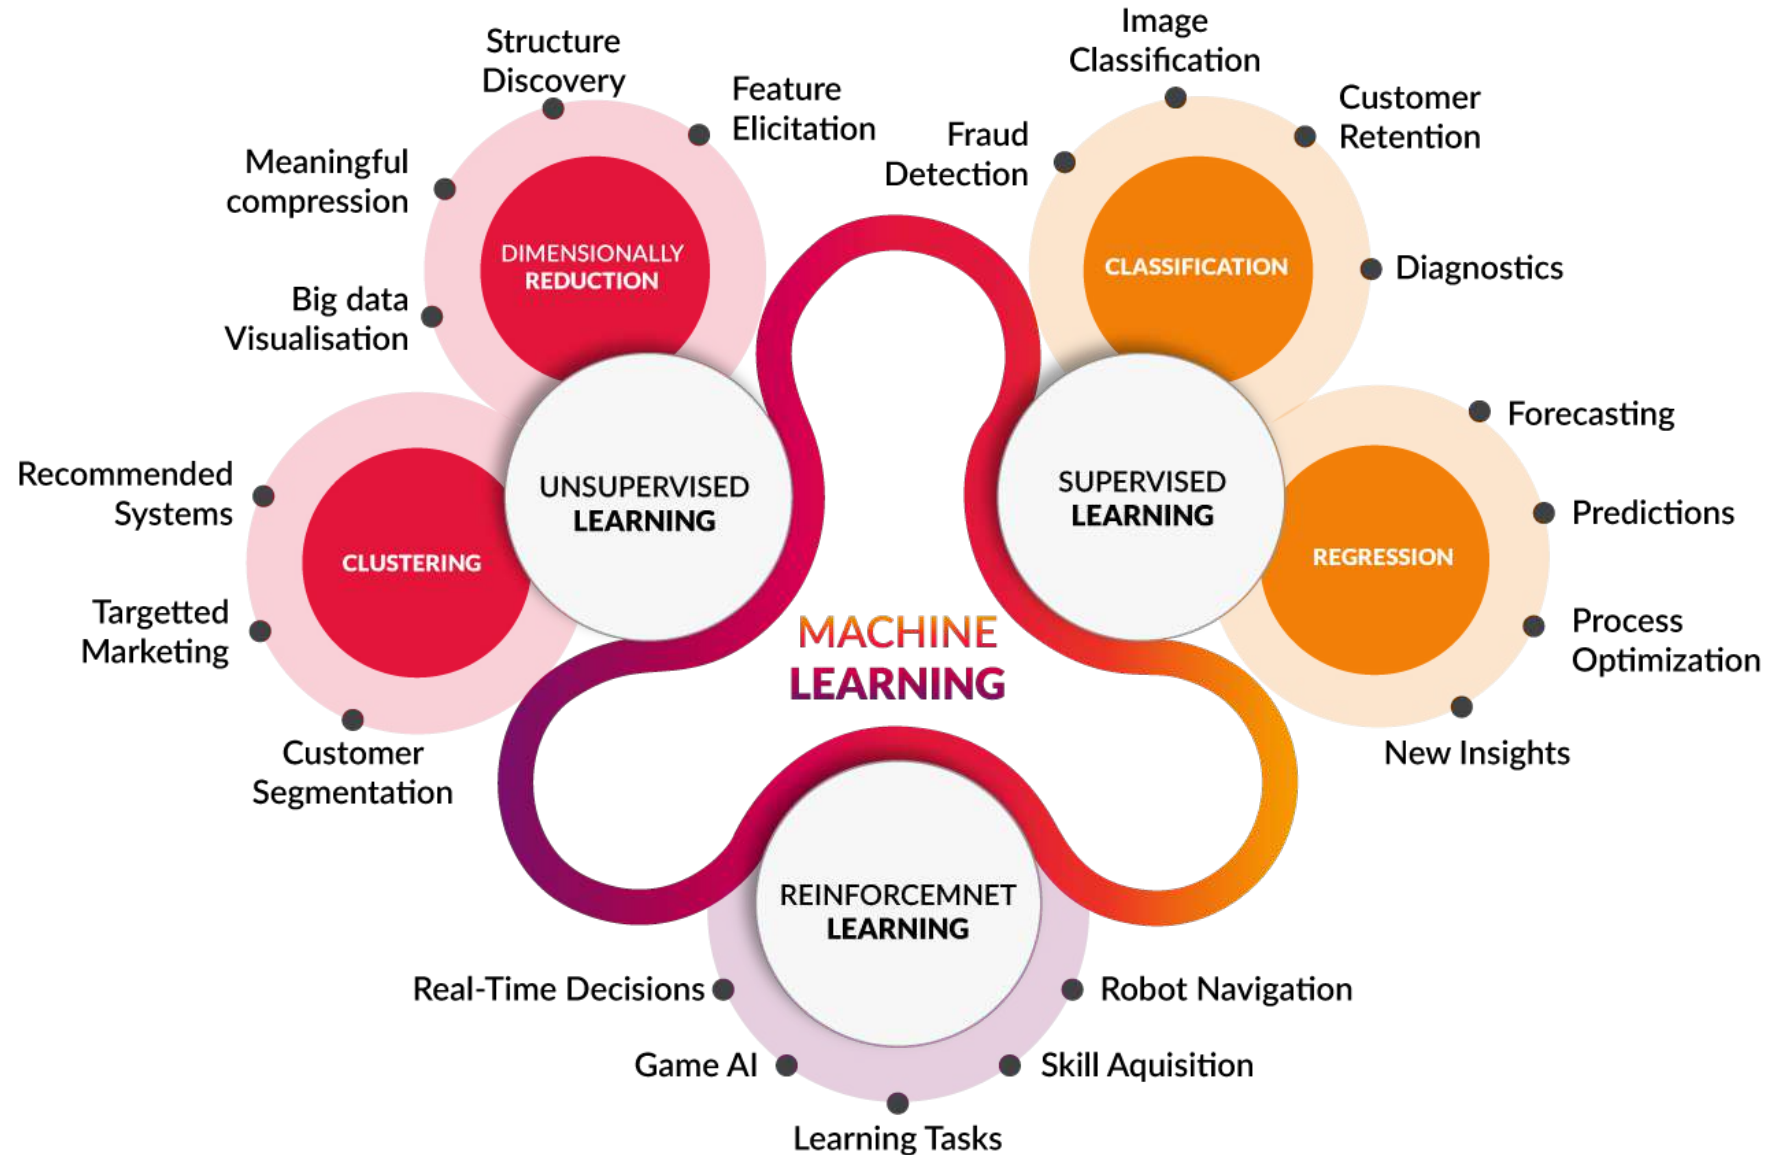 Structure
Discovery
Feature
Elicitation
Meaningful
compression
Big data
Visualisation
DIMENSIONALLY
REDUCTION
Recommended
Systems
Targetted
Marketing
Customer
Segmentation
CLUSTERING
UNSUPERVISED
LEARNING
Image
Classification
Fraud
Detection
Customer
Retention
Diagnostics
CLASSIFICATION
SUPERVISED
LEARNING
Forecasting
Predictions
Process
Optimization
New Insights
REGRESSION
MACHINE
LEARNING
REINFORCEMNET
LEARNING
Real-Time Decisions
Game AI
Learning Tasks
Skill Aquisition
Robot Navigation